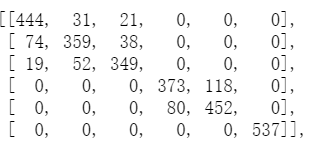 [[444, 31, 21, 0, 0, 0],
[ 74, 359, 38, 0, 0, 0],
[ 19, 52, 349, 0, 0, 0],
[ 0, 0, 0, 373, 118, 0],
[ 0, 0, 0, 80, 452, 0],
[ 0, 0, 0, 0, 0, 537]],